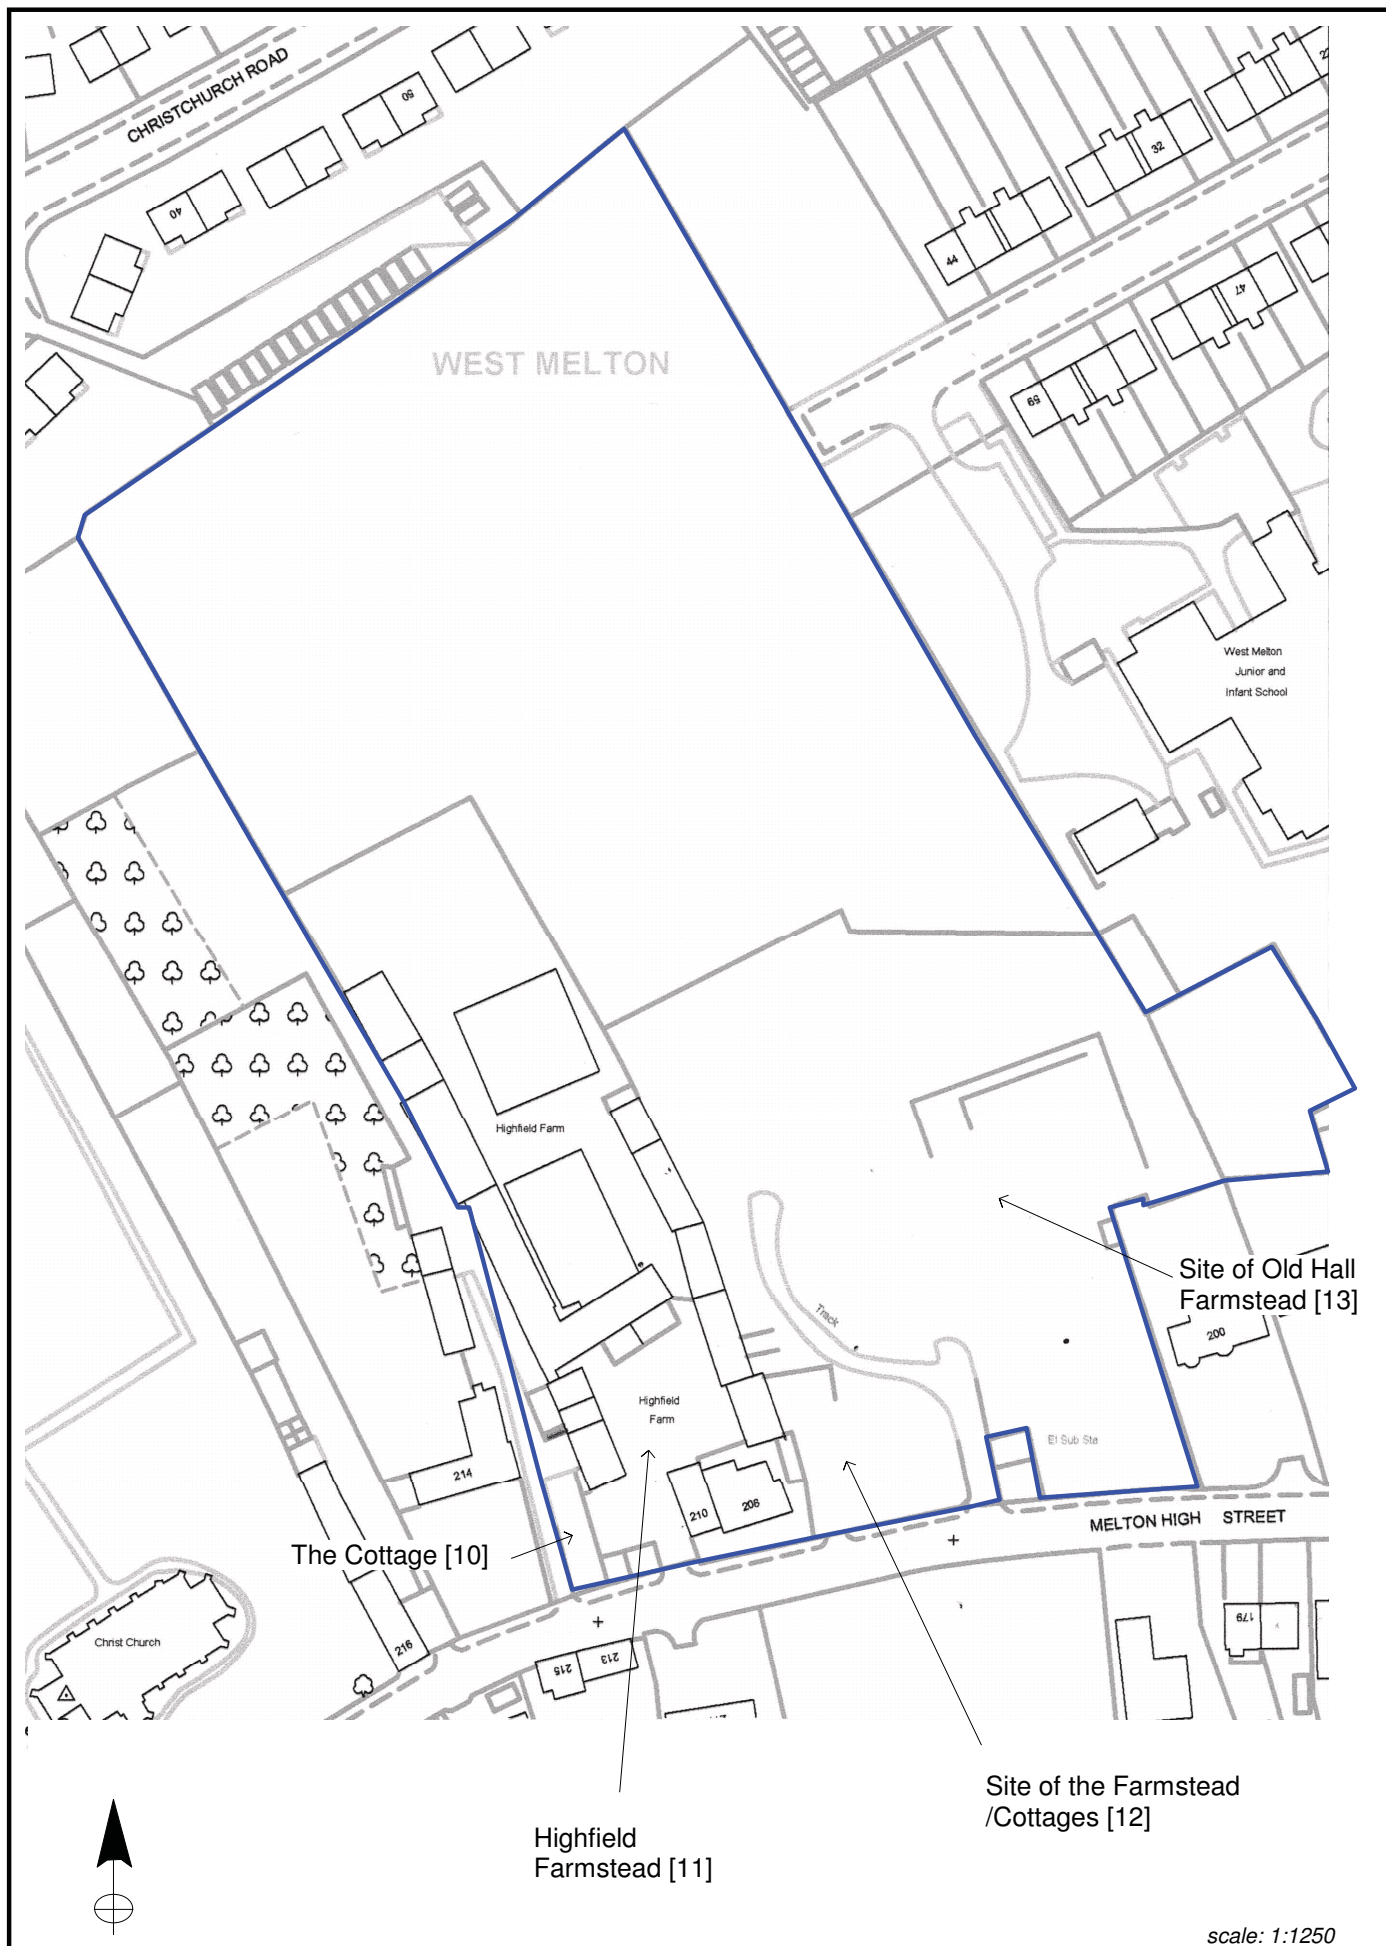 CHRISTCHURCH ROAD
50
40
22
32
44
WEST MELTON
47
59
West Melton
Junior and
Infant School
Highfield Farm
Site of Old Hall
Farmstead [13]
Track
200
Highfield
Farm
El Sub Sta
214
210
206
MELTON HIGH STREET
The Cottage [10]
Christ Church
216
215
213
179
Site of the Farmstead
/Cottages [12]
Highfield
Farmstead [11]
scale: 1:1250